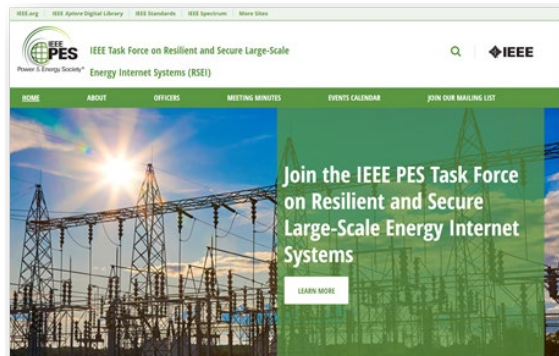 IEEE.org IEEE Xplore Digital Library IEEE Standards IEEE Spectrum More Sites
IEEE
PES
Power & Energy Society®
IEEE Task Force on Resilient and Secure Large-Scale
Energy Internet Systems (RSEI)
IEEE
HOME ABOUT OFFICERS MEETING MINUTES EVENTS CALENDAR JOIN OUR MAILING LIST
Join the IEEE PES Task Force
on Resilient and Secure
Large-Scale Energy Internet
Systems
LEARN MORE